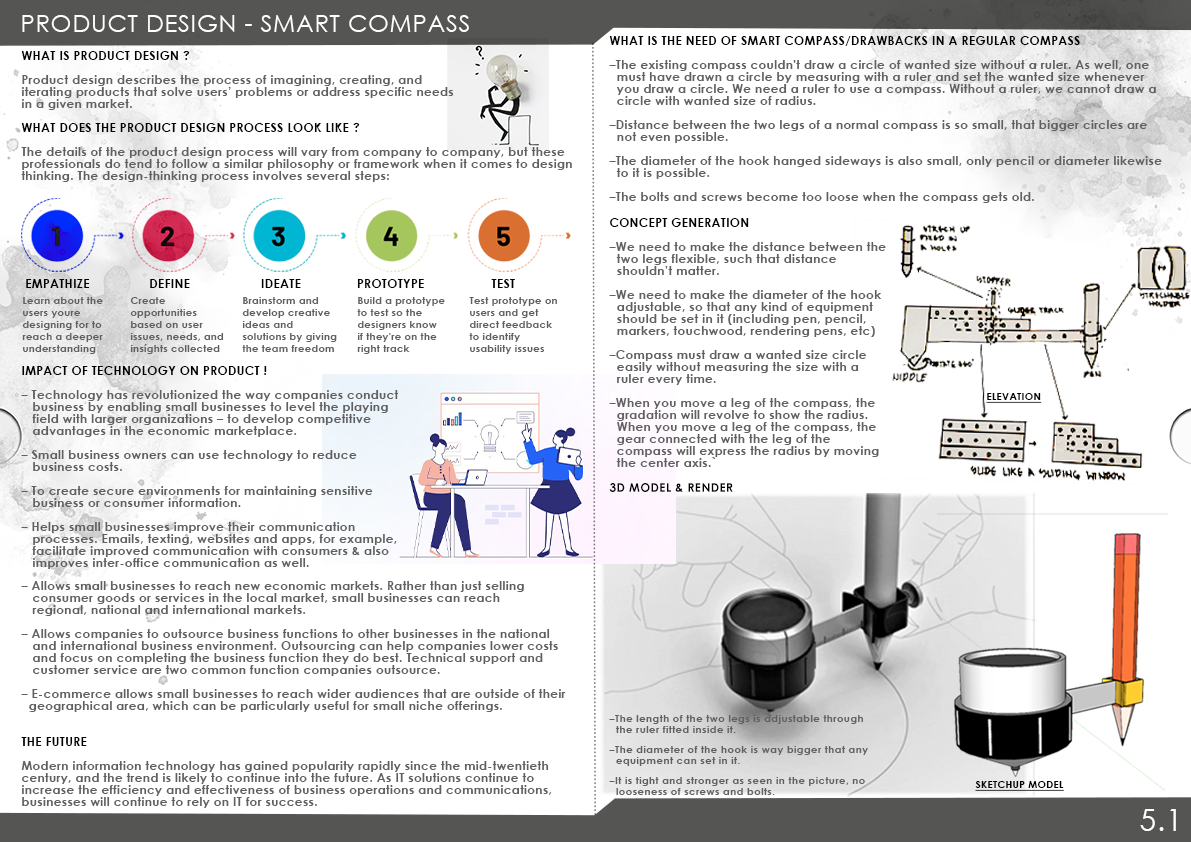 PRODUCT DESIGN - SMART COMPASS
WHAT IS PRODUCT DESIGN ?
Product design describes the process of imagining, creating, and
iterating products that solve users' problems or address specific needs
in a given market.
WHAT DOES THE PRODUCT DESIGN PROCESS LOOK LIKE ?
The details of the product design process will vary from company to company, but these
professionals do tend to follow a similar philosophy or framework when it comes to design
thinking. The design-thinking process involves several steps:
1
2
3
4
5
EMPATHIZE
Learn about the
users youre
designing for to
reach a deeper
understanding
DEFINE
Create
opportunities
based on user
issues, needs, and
insights collected
IDEATE
Brainstorm and
develop creative
ideas and
solutions by giving
the team freedom
PROTOTYPE
Build a prototype
to test so the
designers know
if they're on the
right track
TEST
Test prototype on
users and get
direct feedback
to identify
usability issues
IMPACT OF TECHNOLOGY ON PRODUCT !
– Technology has revolutionized the way companies conduct
business by enabling small businesses to level the playing
field with larger organizations – to develop competitive
advantages in the economic marketplace.
– Small business owners can use technology to reduce
business costs.
– To create secure environments for maintaining sensitive
business or consumer information.
– Helps small businesses improve their communication
processes. Emails, texting, websites and apps, for example,
facilitate improved communication with consumers & also
improves inter-office communication as well.
– Allows small businesses to reach new economic markets. Rather than just selling
consumer goods or services in the local market, small businesses can reach
regional, national and international markets.
– Allows companies to outsource business functions to other businesses in the national
and international business environment. Outsourcing can help companies lower costs
and focus on completing the business function they do best. Technical support and
customer service are two common function companies outsource.
– E-commerce allows small businesses to reach wider audiences that are outside of their
geographical area, which can be particularly useful for small niche offerings.
THE FUTURE
Modern information technology has gained popularity rapidly since the mid-twentieth
century, and the trend is likely to continue into the future. As IT solutions continue to
increase the efficiency and effectiveness of business operations and communications,
businesses will continue to rely on IT for success.
WHAT IS THE NEED OF SMART COMPASS/DRAWBACKS IN A REGULAR COMPASS
–The existing compass couldn't draw a circle of wanted size without a ruler. As well, one
must have drawn a circle by measuring with a ruler and set the wanted size whenever
you draw a circle. We need a ruler to use a compass. Without a ruler, we cannot draw a
circle with wanted size of radius.
–Distance between the two legs of a normal compass is so small, that bigger circles are
not even possible.
–The diameter of the hook hanged sideways is also small, only pencil or diameter likewise
to it is possible.
–The bolts and screws become too loose when the compass gets old.
CONCEPT GENERATION
–We need to make the distance between the
two legs flexible, such that distance
shouldn't matter.
–We need to make the diameter of the hook
adjustable, so that any kind of equipment
should be set in it (including pen, pencil,
markers, touchwood, rendering pens, etc)
–Compass must draw a wanted size circle
easily without measuring the size with a
ruler every time.
–When you move a leg of the compass, the
gradation will revolve to show the radius.
When you move a leg of the compass, the
gear connected with the leg of the
compass will express the radius by moving
the center axis.
STRECH UP
FIXED IN
A HOLES
STOPPER
SLIDER TRACK
STRECHABLE
HOLDER
ROTATE 360°
NIDDLE
PEN
ELEVATION
SLIDE LIKE A SLIDING WINDOW
3D MODEL & RENDER
–The length of the two legs is adjustable through
the ruler fitted inside it.
–The diameter of the hook is way bigger that any
equipment can set in it.
–It is tight and stronger as seen in the picture, no
looseness of screws and bolts.
SKETCHUP MODEL
5.1